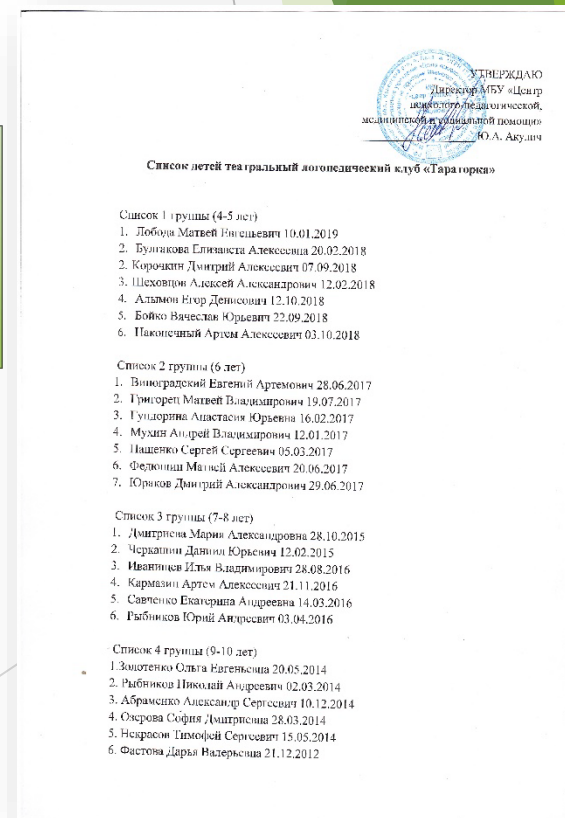 УТВЕРЖДАЮ
Директор МБУ «Центр
психолого-педагогической,
медицинской и социальной помощи»
Ю.А. Акулич
Список детей театральный логопедический клуб «Тараторка»
Список 1 группы (4-5 лет)
1. Лобода Матвей Евгеньевич 10.01.2019
2. Булгакова Елизавета Алексеевна 20.02.2018
2. Корочкин Дмитрий Алексеевич 07.09.2018
3. Шеховцов Алексей Александрович 12.02.2018
4. Алымов Егор Денисович 12.10.2018
5. Бойко Вячеслав Юрьевич 22.09.2018
6. Наконечный Артем Алексеевич 03.10.2018
Список 2 группы (6 лет)
1. Виноградский Евгений Артемович 28.06.2017
2. Григорец Матвей Владимирович 19.07.2017
3. Гундорина Анастасия Юрьевна 16.02.2017
4. Мухин Андрей Владимирович 12.01.2017
5. Пащенко Сергей Сергеевич 05.03.2017
6. Федюшин Матвей Алексеевич 20.06.2017
7. Юраков Дмитрий Александрович 29.06.2017
Список 3 группы (7-8 лет)
1. Дмитриева Мария Александровна 28.10.2015
2. Черкашин Даниил Юрьевич 12.02.2015
3. Иванищев Илья Владимирович 28.08.2016
4. Кармазин Артем Алексеевич 21.11.2016
5. Савченко Екатерина Андреевна 14.03.2016
6. Рыбников Юрий Андреевич 03.04.2016
Список 4 группы (9-10 лет)
1.Золотенко Ольга Евгеньевна 20.05.2014
2. Рыбников Николай Андреевич 02.03.2014
3. Абраменко Александр Сергеевич 10.12.2014
4. Озерова София Дмитриевна 28.03.2014
5. Некрасов Тимофей Сергеевич 15.05.2014
6. Фастова Дарья Валерьевна 21.12.2012